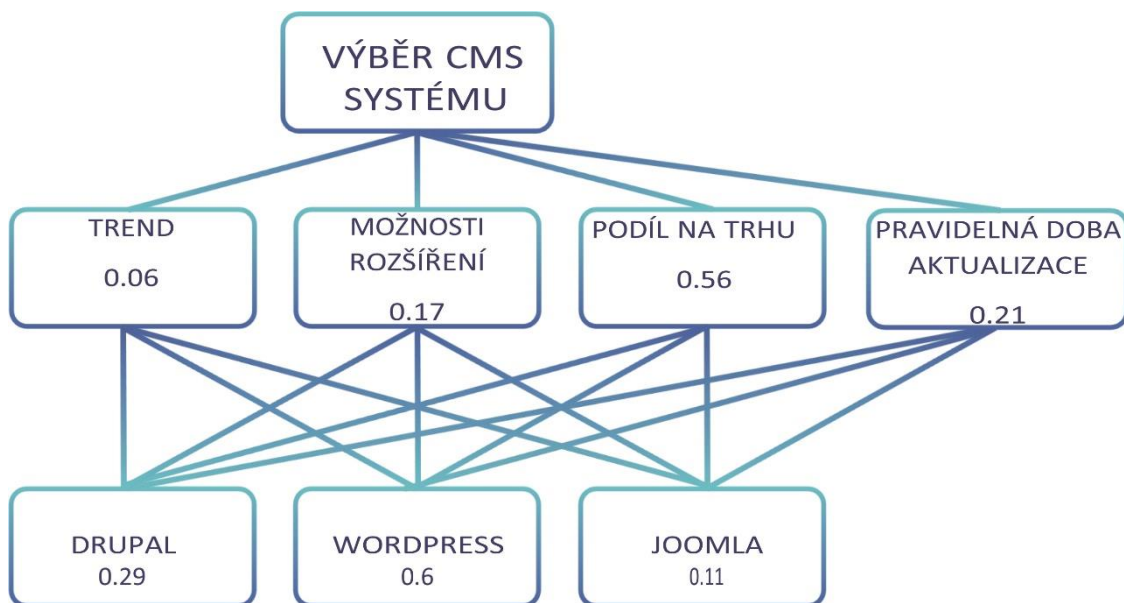 VÝBĚR CMS
SYSTÉMU
TREND
0.06
MOŽNOSTI
ROZŠÍŘENÍ
0.17
PODÍL NA TRHU
0.56
PRAVIDELNÁ DOBA
AKTUALIZACE
0.21
DRUPAL
0.29
WORDPRESS
0.6
JOOMLA
0.11